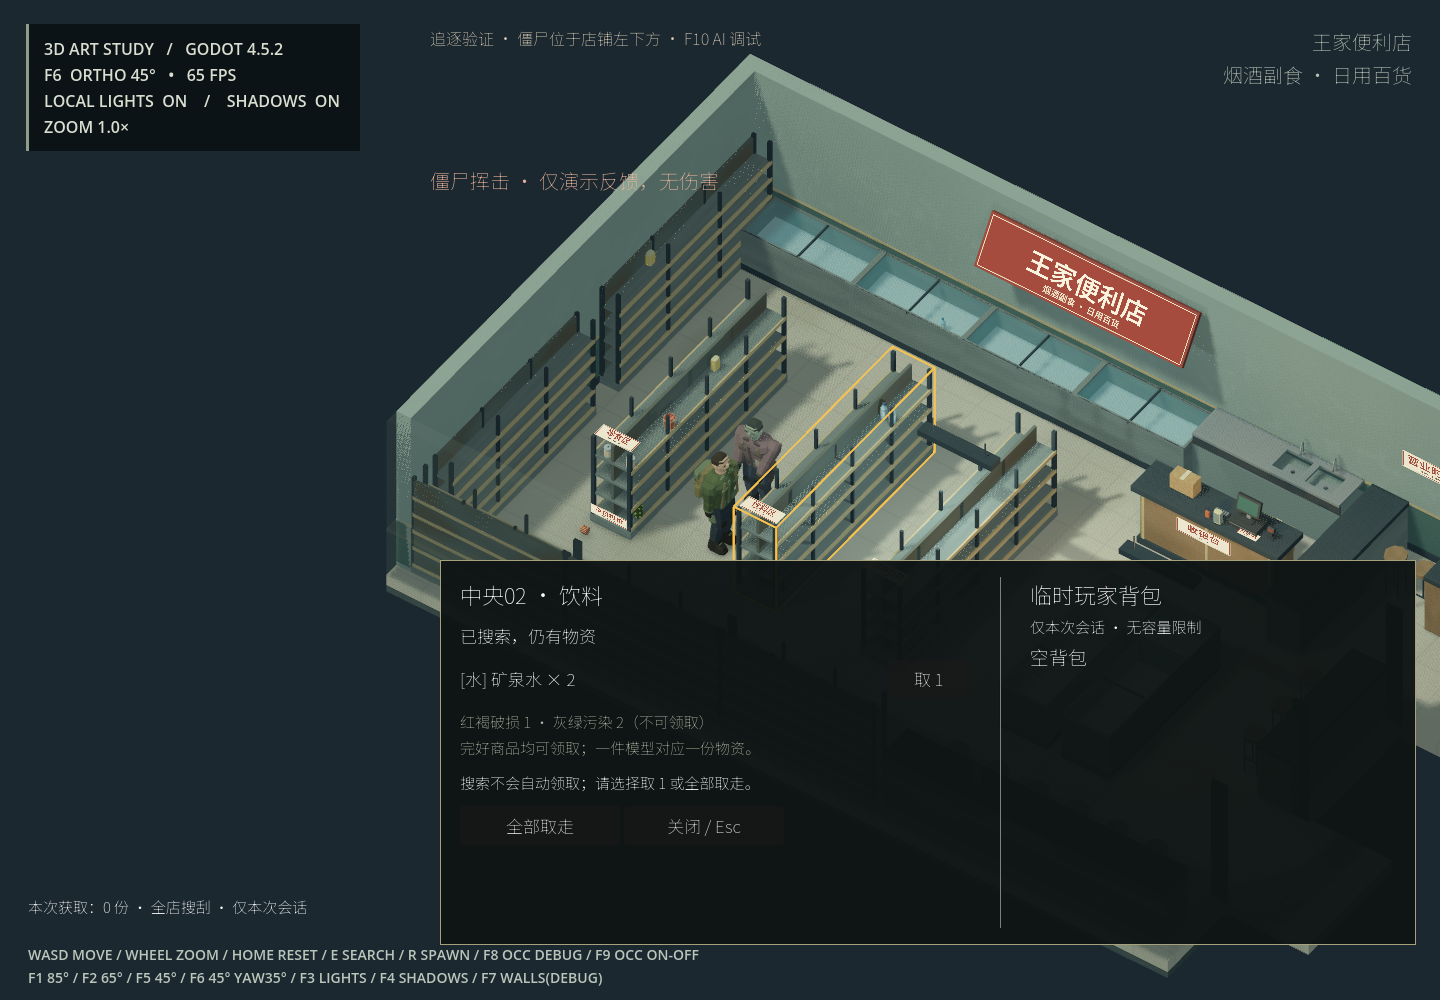 3D ART STUDY / GODOT 4.5.2
F6 ORTHO 45° • 65 FPS
LOCAL LIGHTS ON / SHADOWS ON
ZOOM 1.0×
追逐验证 · 僵尸位于店铺左下方 · F10 AI 调试
王家便利店
烟酒副食 · 日用百货
僵尸挥击 · 仅演示反馈，无伤害
王家便利店
烟酒副食 · 日用百货
收银台
中央02 · 饮料
已搜索，仍有物资
[水] 矿泉水 × 2
取 1
红褐破损 1 · 灰绿污染 2（不可领取）
完好商品均可领取；一件模型对应一份物资。
搜索不会自动领取；请选择取 1 或全部取走。
全部取走
关闭 / Esc
临时玩家背包
仅本次会话 · 无容量限制
空背包
本次获取：0 份 · 全店搜刮 · 仅本次会话
WASD MOVE / WHEEL ZOOM / HOME RESET / E SEARCH / R SPAWN / F8 OCC DEBUG / F9 OCC ON-OFF
F1 85° / F2 65° / F5 45° / F6 45° YAW35° / F3 LIGHTS / F4 SHADOWS / F7 WALLS(DEBUG)